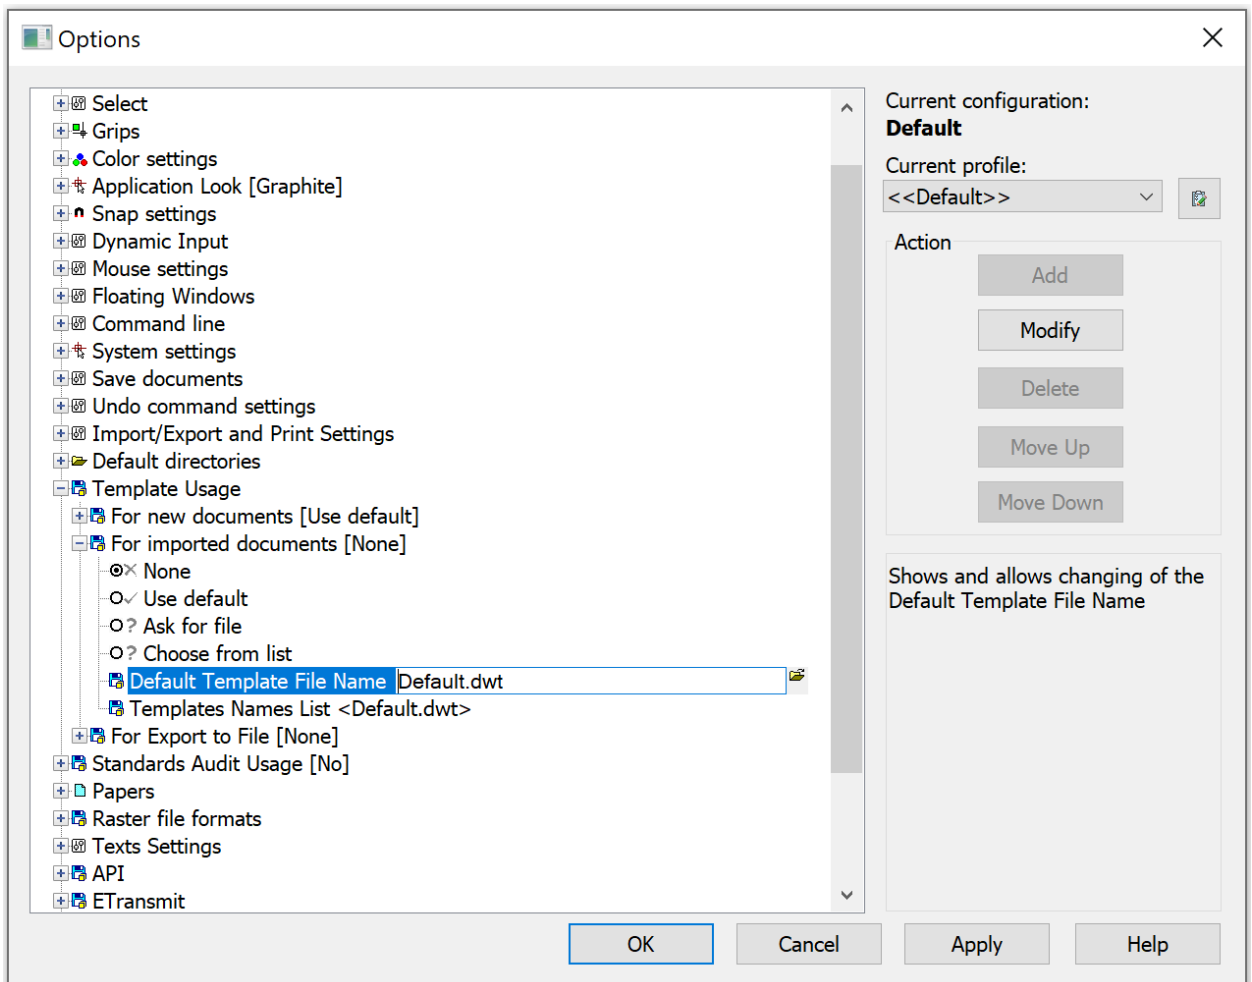 Options
Select
Grips
Color settings
Application Look [Graphite]
Snap settings
Dynamic Input
Mouse settings
Floating Windows
Command line
System settings
Save documents
Undo command settings
Import/Export and Print Settings
Default directories
Template Usage
For new documents [Use default]
For imported documents [None]
None
Use default
? Ask for file
? Choose from list
Default Template File Name Default.dwt
Templates Names List <Default.dwt>
For Export to File [None]
Standards Audit Usage [No]
Papers
Raster file formats
Texts Settings
API
ETransmit
Current configuration:
Default
Current profile:
<<Default>>
Action
Add
Modify
Delete
Move Up
Move Down
Shows and allows changing of the
Default Template File Name
OK Cancel Apply Help